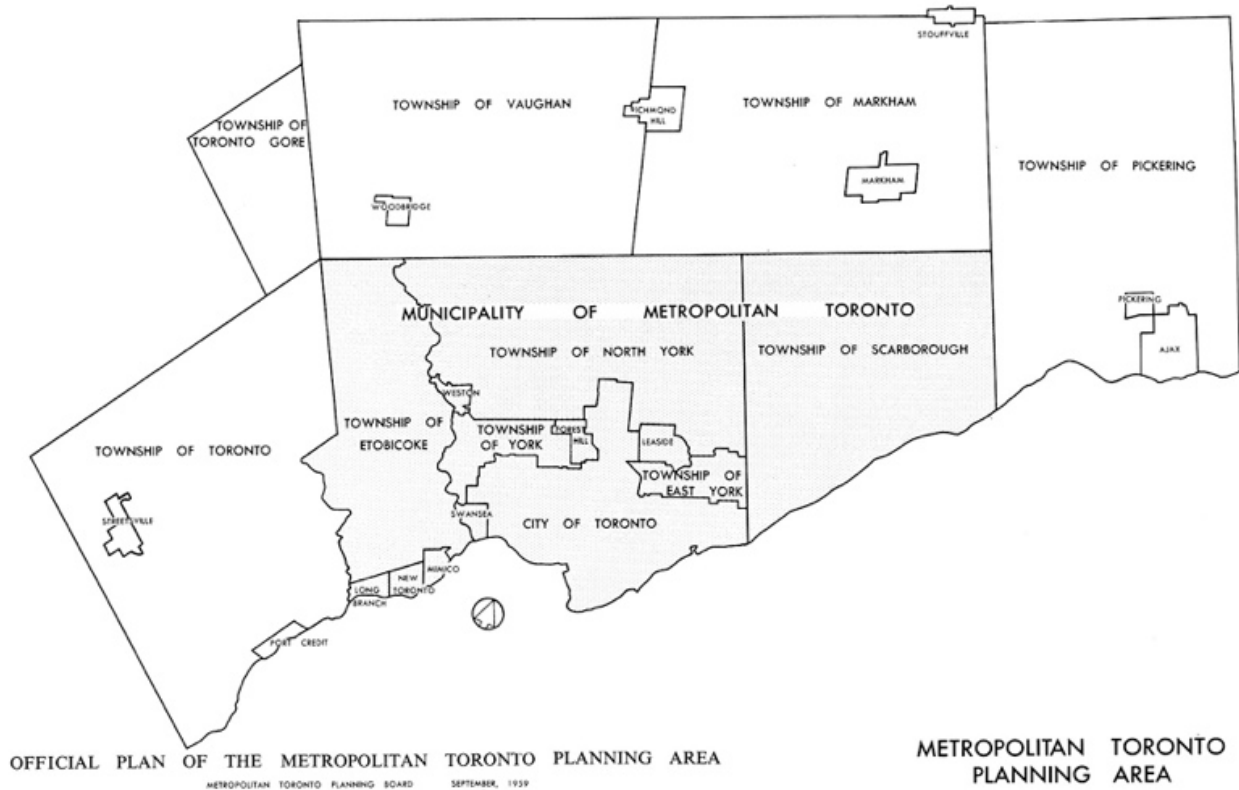 STOUFFVILLE
TOWNSHIP OF VAUGHAN
TOWNSHIP OF MARKHAM
RICHMOND
HILL
TOWNSHIP OF
TORONTO GORE
TOWNSHIP OF PICKERING
MARKHAM
WOODBRIDGE
PICKERING
MUNICIPALITY OF METROPOLITAN TORONTO
TOWNSHIP OF NORTH YORK
TOWNSHIP OF SCARBOROUGH
AJAX
WESTON
TOWNSHIP OF
ETOBICOKE
TOWNSHIP
OF YORK
FOREST
HILL
LEASIDE
TOWNSHIP OF TORONTO
TOWNSHIP OF
EAST YORK
STREETSVILLE
SWANSEA
CITY OF TORONTO
MIMICO
NEW
TORONTO
LONG
BRANCH
PORT CREDIT
OFFICIAL PLAN OF THE METROPOLITAN TORONTO PLANNING AREA
METROPOLITAN TORONTO PLANNING BOARD SEPTEMBER, 1959
METROPOLITAN TORONTO
PLANNING AREA